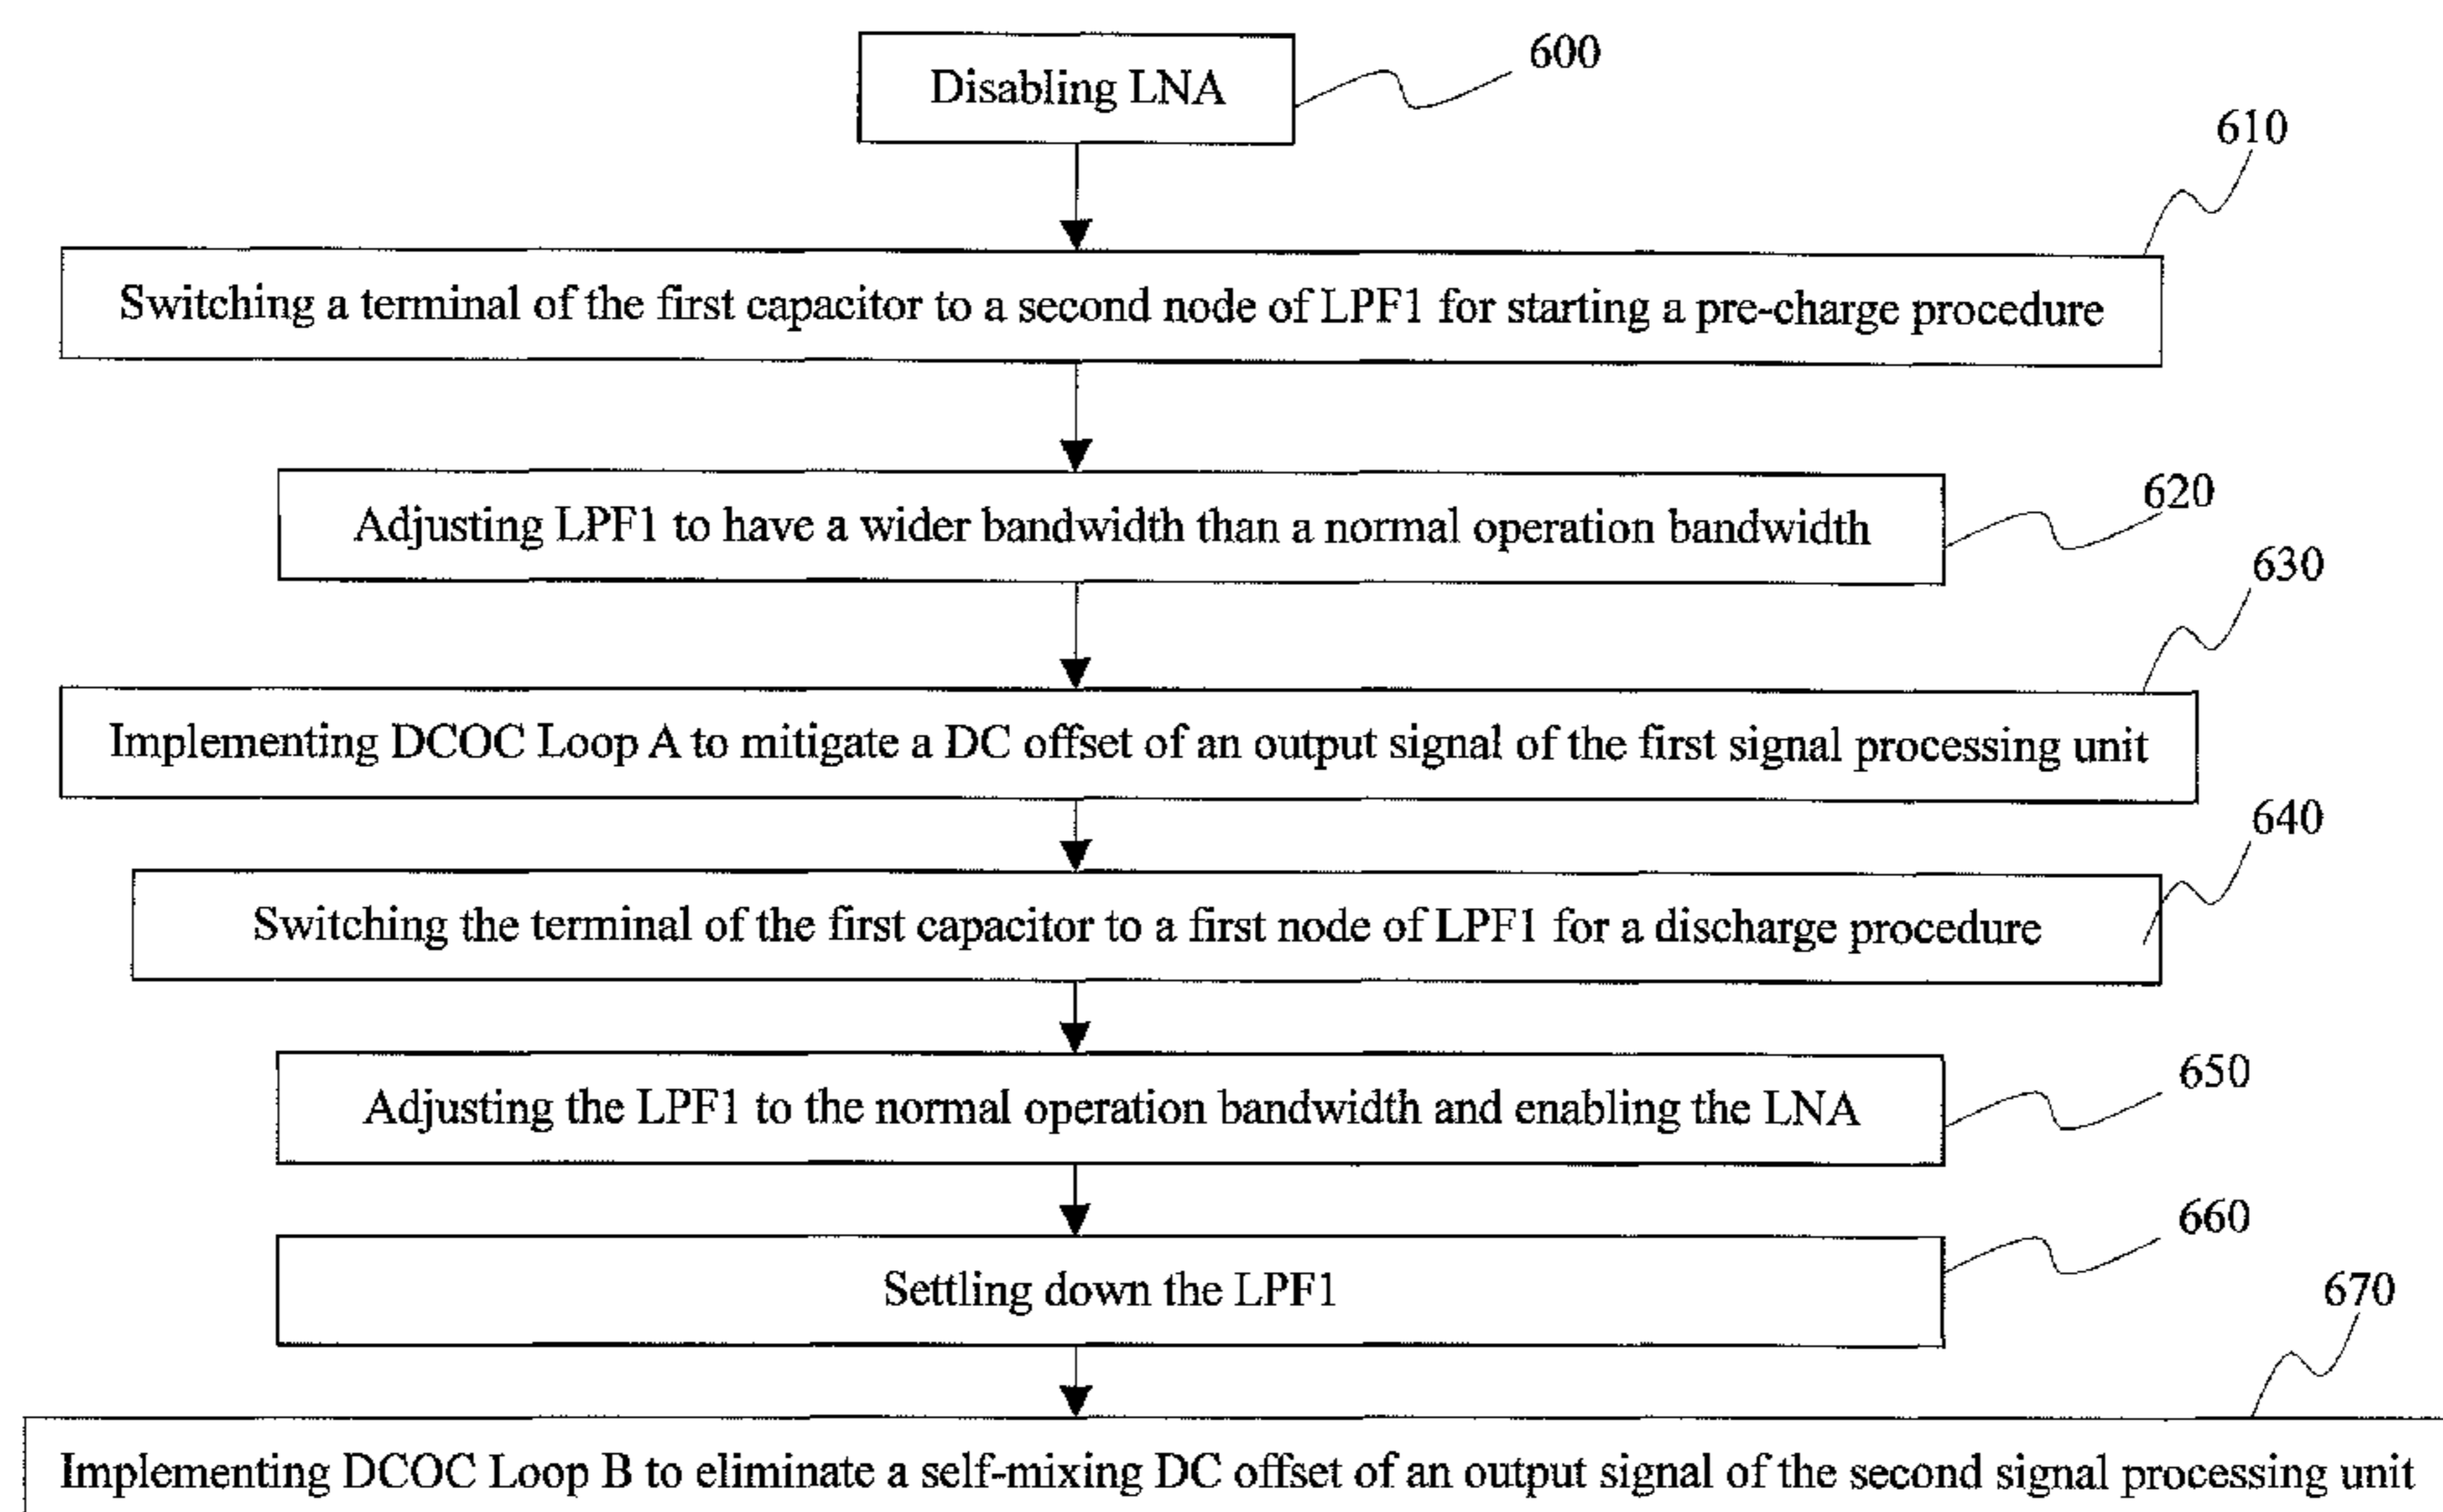 Disabling LNA
600
610
Switching a terminal of the first capacitor to a second node of LPF1 for starting a pre-charge procedure
620
Adjusting LPF1 to have a wider bandwidth than a normal operation bandwidth
630
Implementing DCOC Loop A to mitigate a DC offset of an output signal of the first signal processing unit
640
Switching the terminal of the first capacitor to a first node of LPF1 for a discharge procedure
650
Adjusting the LPF1 to the normal operation bandwidth and enabling the LNA
660
Settling down the LPF1
670
Implementing DCOC Loop B to eliminate a self-mixing DC offset of an output signal of the second signal processing unit